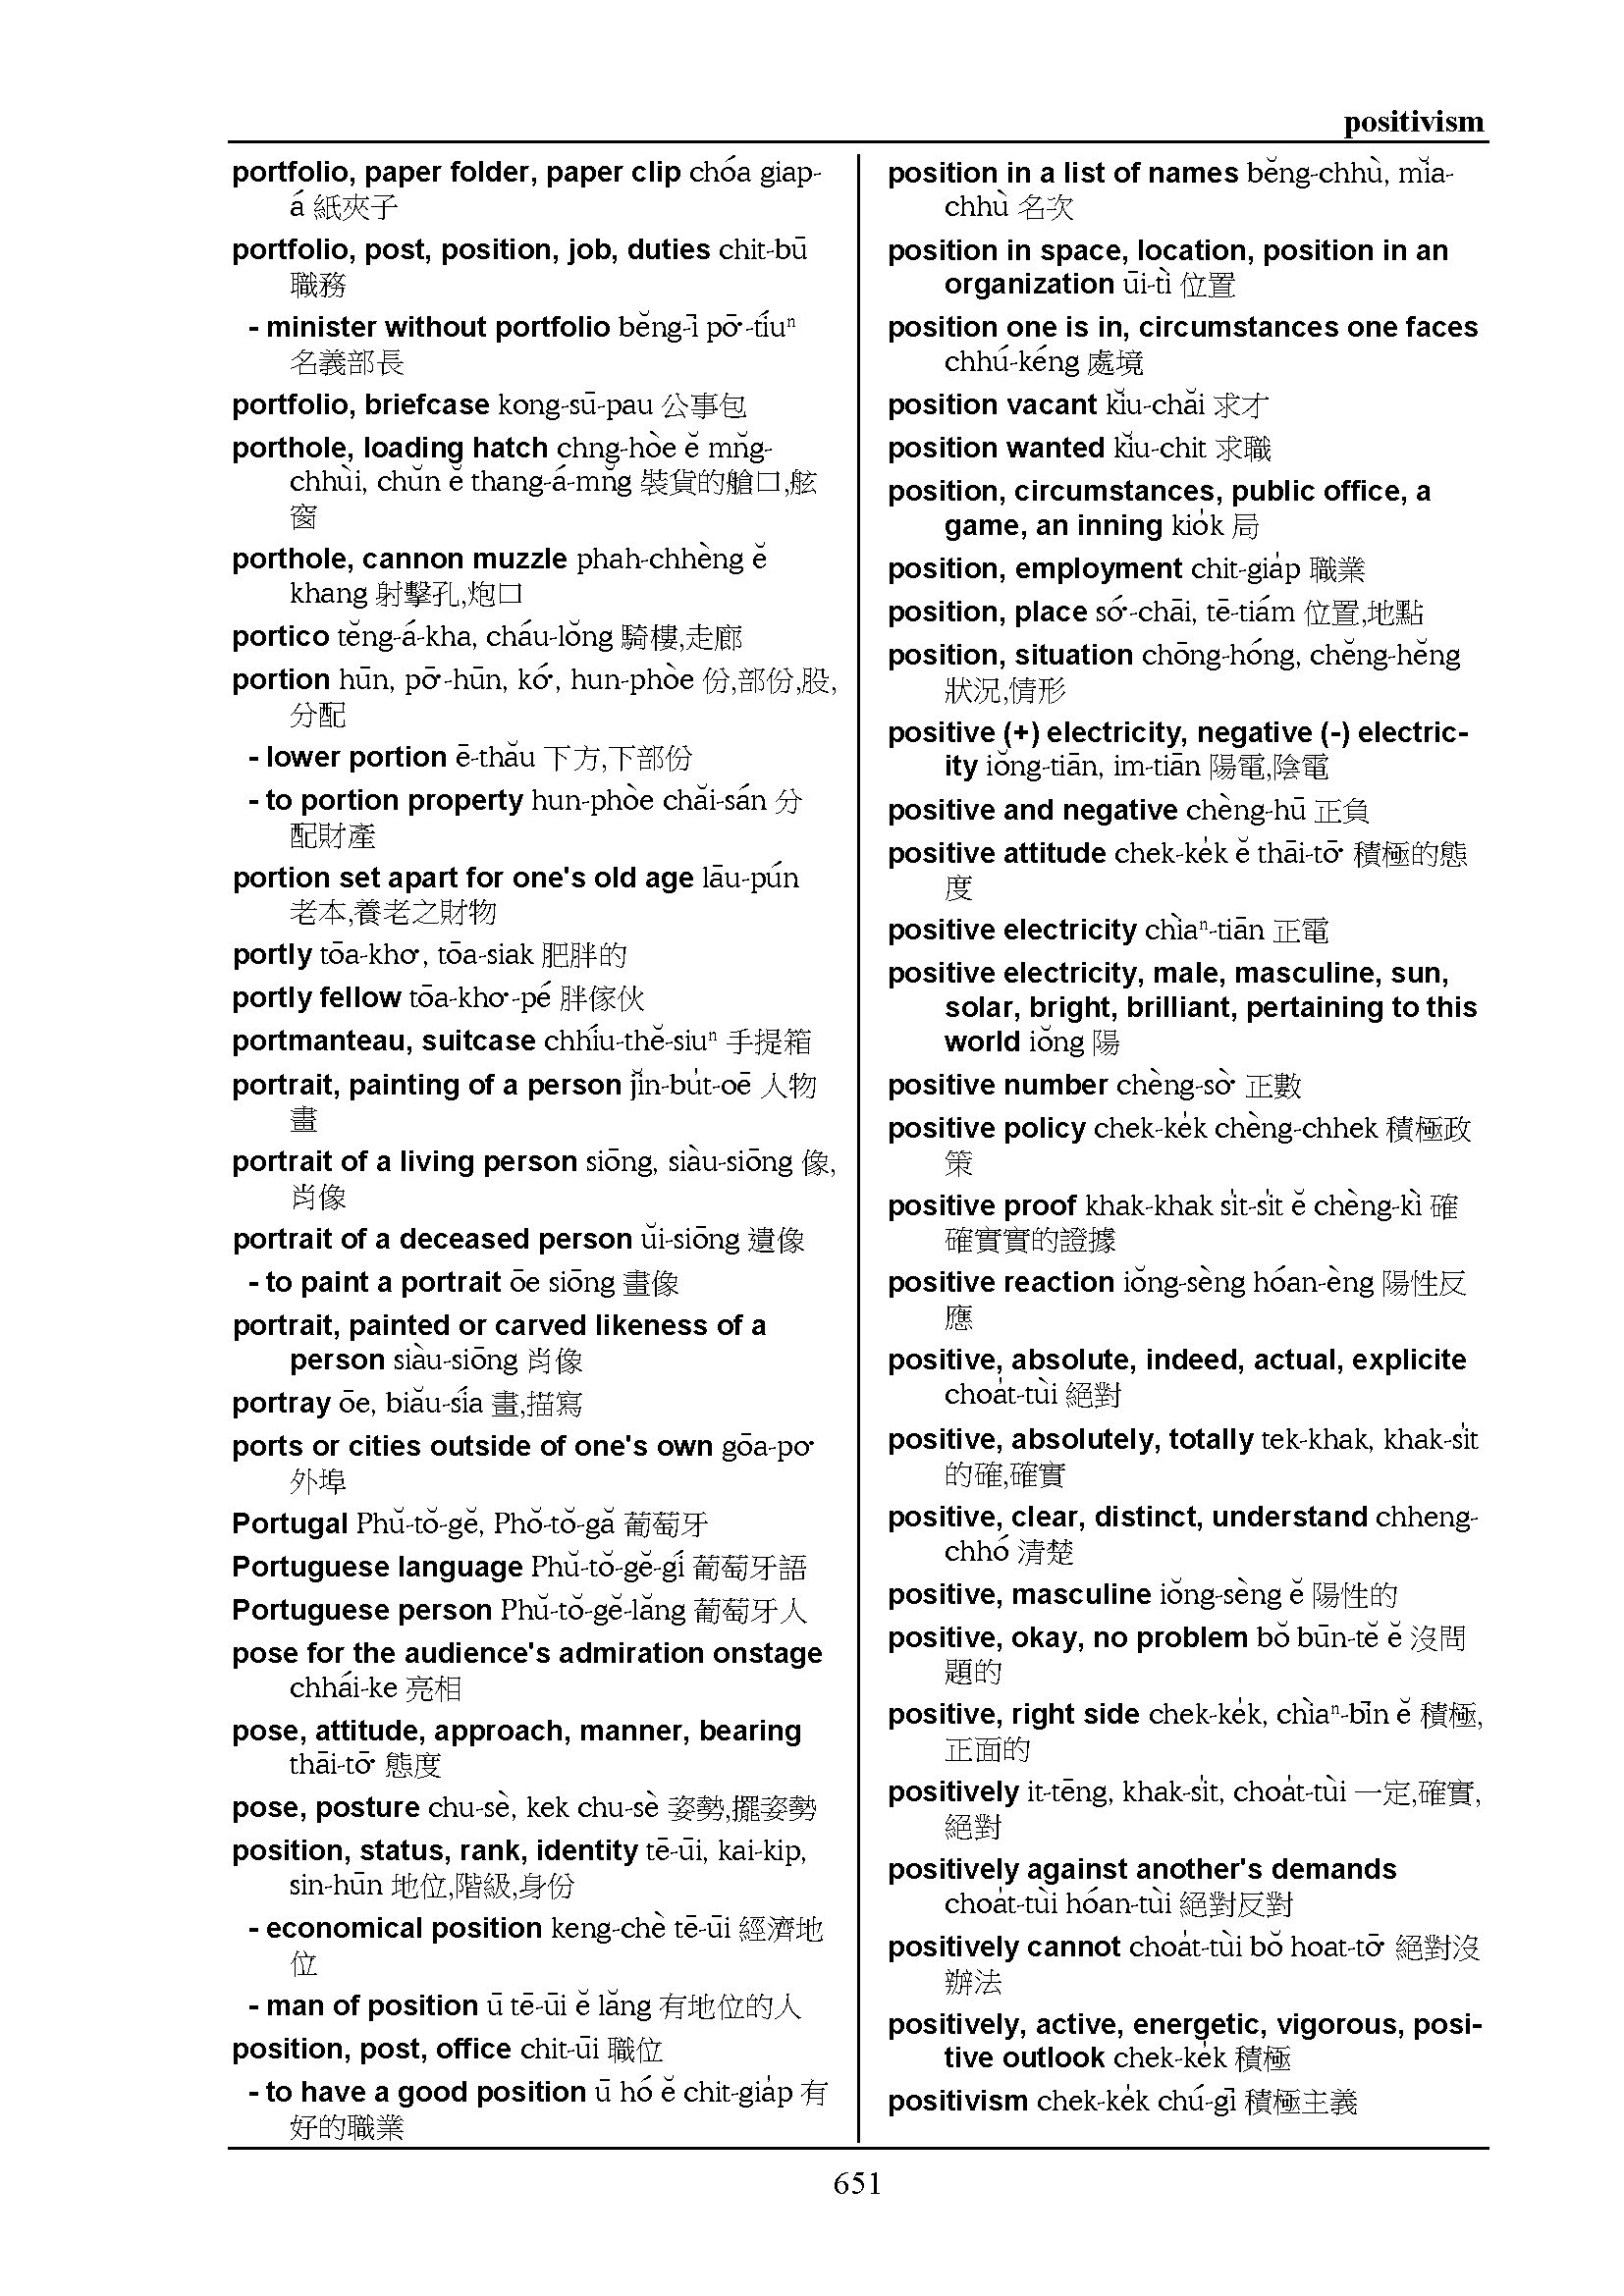 positivism
portfolio, paper folder, paper clip chóa giap-
á 紙夾子
portfolio, post, position, job, duties chit-bū
職務
- minister without portfolio bĕng-ī pō͘-tíuⁿ
名義部長
portfolio, briefcase kong-sū-pau 公事包
porthole, loading hatch chng-hòe ĕ mn̆g-
chhùi, chŭn ĕ thang-á-mn̆g 裝貨的艙口,舷
窗
porthole, cannon muzzle phah-chhèng ĕ
khang 射擊孔,炮口
portico tĕng-á-kha, cháu-lŏng 騎樓,走廊
portion hūn, pō͘-hūn, kó͘, hun-phòe 份,部份,股,
分配
- lower portion ē-thău 下方,下部份
- to portion property hun-phòe chăi-sán 分
配財產
portion set apart for one's old age lāu-pún
老本,養老之財物
portly tōa-kho͘, tōa-siak 肥胖的
portly fellow tōa-kho͘-pé 胖傢伙
portmanteau, suitcase chhíu-thĕ-siuⁿ 手提箱
portrait, painting of a person jĭn-bu̍t-oē 人物
畫
portrait of a living person siōng, siàu-siōng 像,
肖像
portrait of a deceased person ŭi-siōng 遺像
- to paint a portrait ōe siōng 畫像
portrait, painted or carved likeness of a
person siàu-siōng 肖像
portray ōe, biău-sía 畫,描寫
ports or cities outside of one's own gōa-po͘
外埠
Portugal Phŭ-tŏ-gĕ, Phŏ-tŏ-gă 葡萄牙
Portuguese language Phŭ-tŏ-gĕ-gí 葡萄牙語
Portuguese person Phŭ-tŏ-gĕ-lăng 葡萄牙人
pose for the audience's admiration onstage
chhái-ke 亮相
pose, attitude, approach, manner, bearing
thāi-tō͘ 態度
pose, posture chu-sè, kek chu-sè 姿勢,擺姿勢
position, status, rank, identity tē-ūi, kai-kip,
sin-hūn 地位,階級,身份
- economical position keng-chè tē-ūi 經濟地
位
- man of position ū tē-ūi ĕ lăng 有地位的人
position, post, office chit-ūi 職位
- to have a good position ū hó ĕ chit-gia̍p 有
好的職業
position in a list of names bĕng-chhù, mĭa-
chhù 名次
position in space, location, position in an
organization ūi-tì 位置
position one is in, circumstances one faces
chhú-kéng 處境
position vacant kĭu-chăi 求才
position wanted kĭu-chit 求職
position, circumstances, public office, a
game, an inning kio̍k 局
position, employment chit-gia̍p 職業
position, place só͘-chāi, tē-tiám 位置,地點
position, situation chōng-hóng, chĕng-hĕng
狀況,情形
positive (+) electricity, negative (-) electric-
ity iŏng-tiān, im-tiān 陽電,陰電
positive and negative chèng-hū 正負
positive attitude chek-ke̍k ĕ thāi-tō͘ 積極的態
度
positive electricity chìaⁿ-tiān 正電
positive electricity, male, masculine, sun,
solar, bright, brilliant, pertaining to this
world iŏng 陽
positive number chèng-sò͘ 正數
positive policy chek-ke̍k chèng-chhek 積極政
策
positive proof khak-khak si̍t-si̍t ĕ chèng-kì 確
確實實的證據
positive reaction iŏng-sèng hóan-èng 陽性反
應
positive, absolute, indeed, actual, explicite
choa̍t-tùi 絕對
positive, absolutely, totally tek-khak, khak-si̍t
的確,確實
positive, clear, distinct, understand chheng-
chhó 清楚
positive, masculine iŏng-sèng ĕ 陽性的
positive, okay, no problem bŏ būn-tĕ ĕ 沒問
題的
positive, right side chek-ke̍k, chìaⁿ-bīn ĕ 積極,
正面的
positively it-tēng, khak-si̍t, choa̍t-tùi 一定,確實,
絕對
positively against another's demands
choa̍t-tùi hóan-tùi 絕對反對
positively cannot choa̍t-tùi bŏ hoat-tō͘ 絕對沒
辦法
positively, active, energetic, vigorous, posi-
tive outlook chek-ke̍k 積極
positivism chek-ke̍k chú-gī 積極主義
651